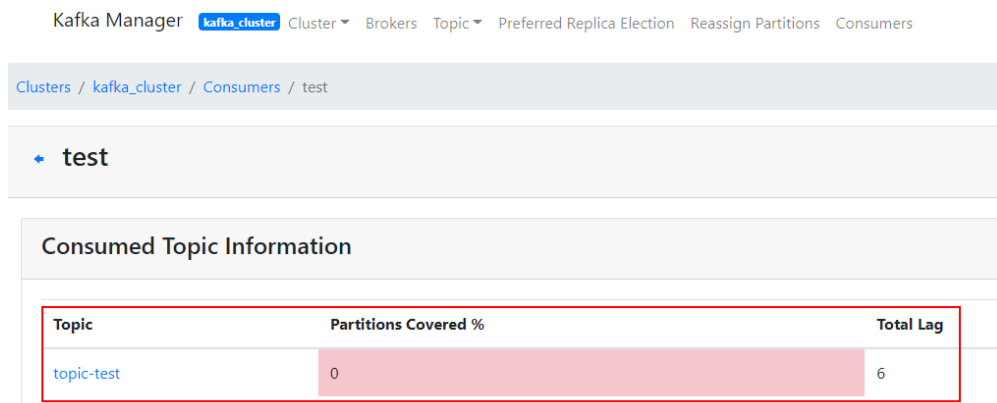 Kafka Manager kafka_cluster Cluster Brokers Topic Preferred Replica Election Reassign Partitions Consumers
Clusters / kafka_cluster / Consumers / test
test
Consumed Topic Information
Topic Partitions Covered % Total Lag
topic-test 0 6